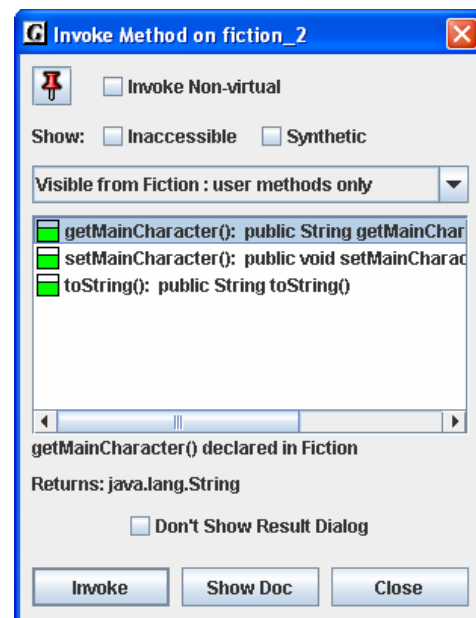 G Invoke Method on fiction_2
Invoke Non-virtual
Show: Inaccessible Synthetic
Visible from Fiction : user methods only
getMainCharacter(): public String getMainChar
setMainCharacter(): public void setMainCharac
toString(): public String toString()
getMainCharacter() declared in Fiction
Returns: java.lang.String
Don't Show Result Dialog
Invoke Show Doc Close